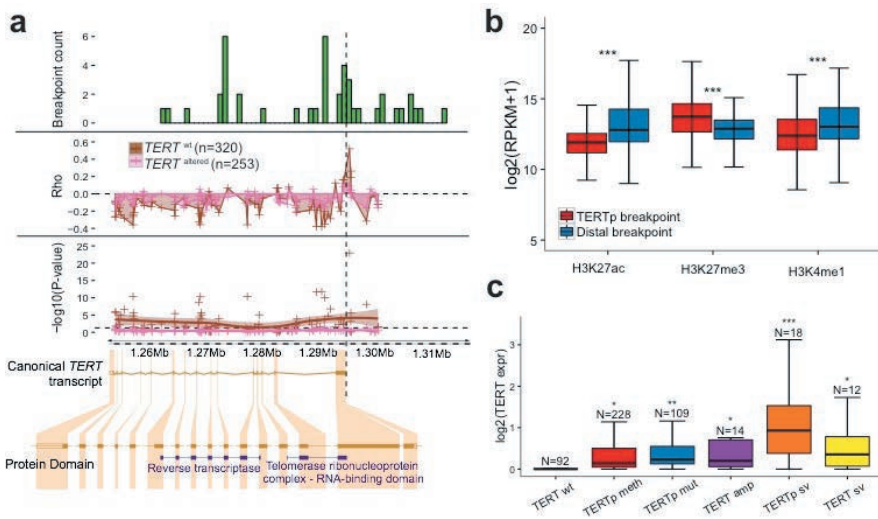 a
Breakpoint count
6
4
2
0
Rho
0.6
0.4
0.2
0.0
−0.2
−0.4
TERT wt (n=320)
TERT altered (n=253)
−log10(P-value)
25
20
15
10
5
0
1.26Mb 1.27Mb 1.28Mb 1.29Mb 1.30Mb 1.31Mb
Canonical TERT
transcript
Protein Domain
Reverse transcriptase
Telomerase ribonucleoprotein
complex - RNA-binding domain
b
log2(RPKM+1)
20
15
10
5
***
***
***
TERTp breakpoint
Distal breakpoint
H3K27ac H3K27me3 H3K4me1
c
log2(TERT expr)
3
2
1
0
N=92
*
N=228
**
N=109
*
N=14
***
N=18
*
N=12
TERT wt
TERTp meth
TERTp mut
TERT amp
TERTp sv
TERT sv